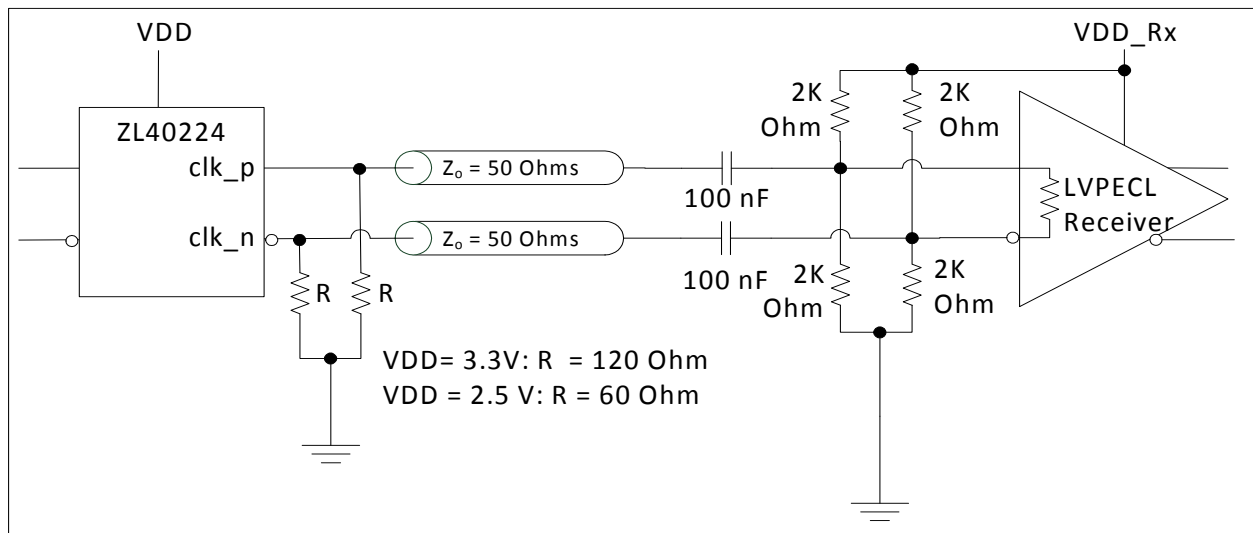 VDD
VDD_Rx
ZL40224
clk_p
clk_n
Zo = 50 Ohms
Zo = 50 Ohms
100 nF
100 nF
2K
Ohm
2K
Ohm
LVPECL
Receiver
2K
Ohm
2K
Ohm
R
R
VDD= 3.3V: R = 120 Ohm
VDD = 2.5 V: R = 60 Ohm